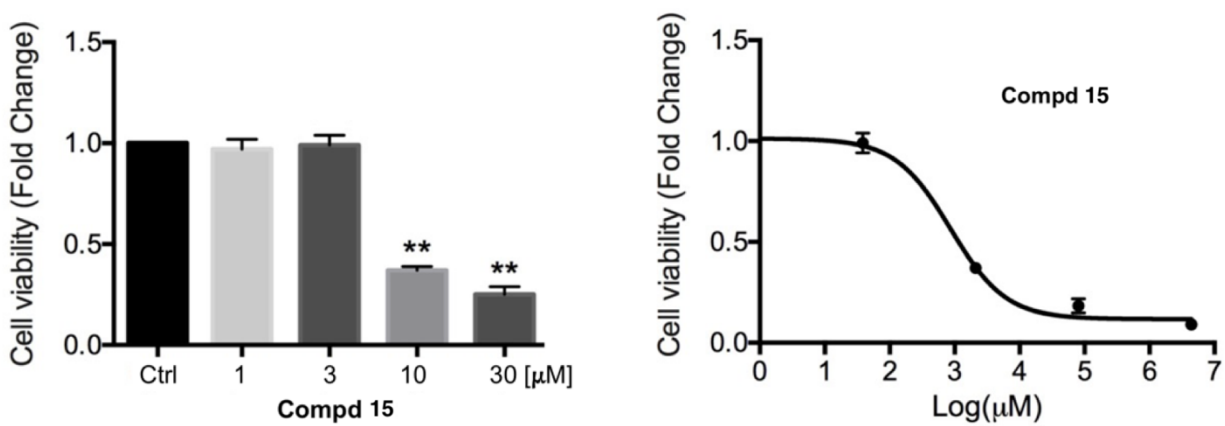 Cell viability (Fold Change)
1.5
1.0
0.5
0.0
**
**
Ctrl 1 3 10 30 [μM]
Compd 15
Cell viability (Fold Change)
1.5
1.0
0.5
0.0
Compd 15
0 1 2 3 4 5 6 7
Log(μM)